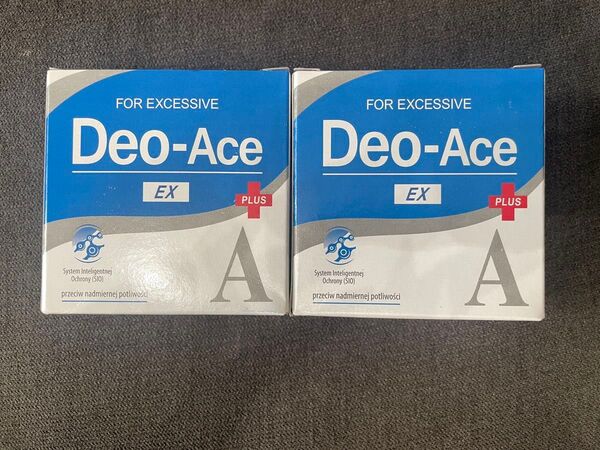 FOR EXCESSIVE
Deo-Ace
EX
PLUS
System Inteligentnej
Ochrony (SIO)
A
przeciw nadmiernej potliwości
FOR EXCESSIVE
Deo-Ace
EX
PLUS
System Inteligentnej
Ochrony (SIO)
A
przeciw nadmiernej potliwości